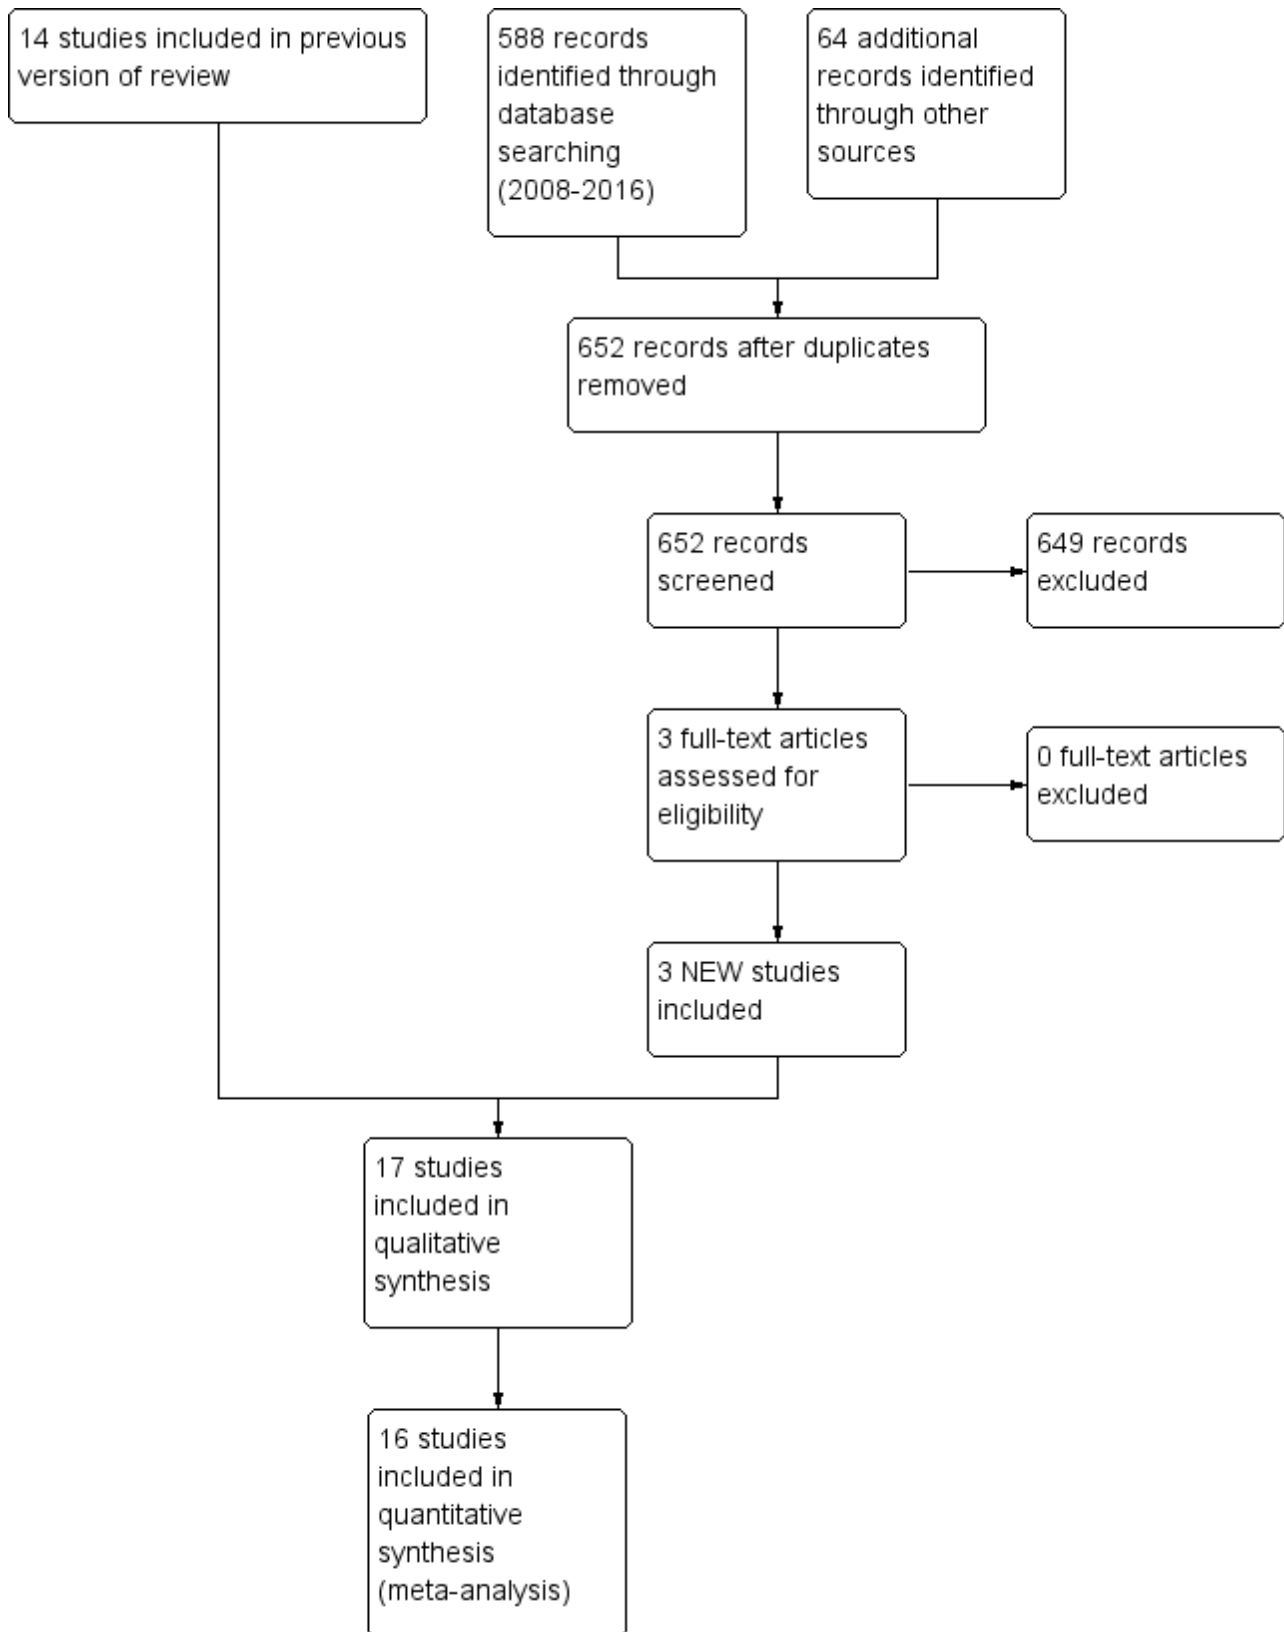 14 studies included in previous
version of review
588 records
identified through
database
searching
(2008-2016)
64 additional
records identified
through other
sources
652 records after duplicates
removed
652 records
screened
649 records
excluded
3 full-text articles
assessed for
eligibility
0 full-text articles
excluded
3 NEW studies
included
17 studies
included in
qualitative
synthesis
16 studies
included in
quantitative
synthesis
(meta-analysis)